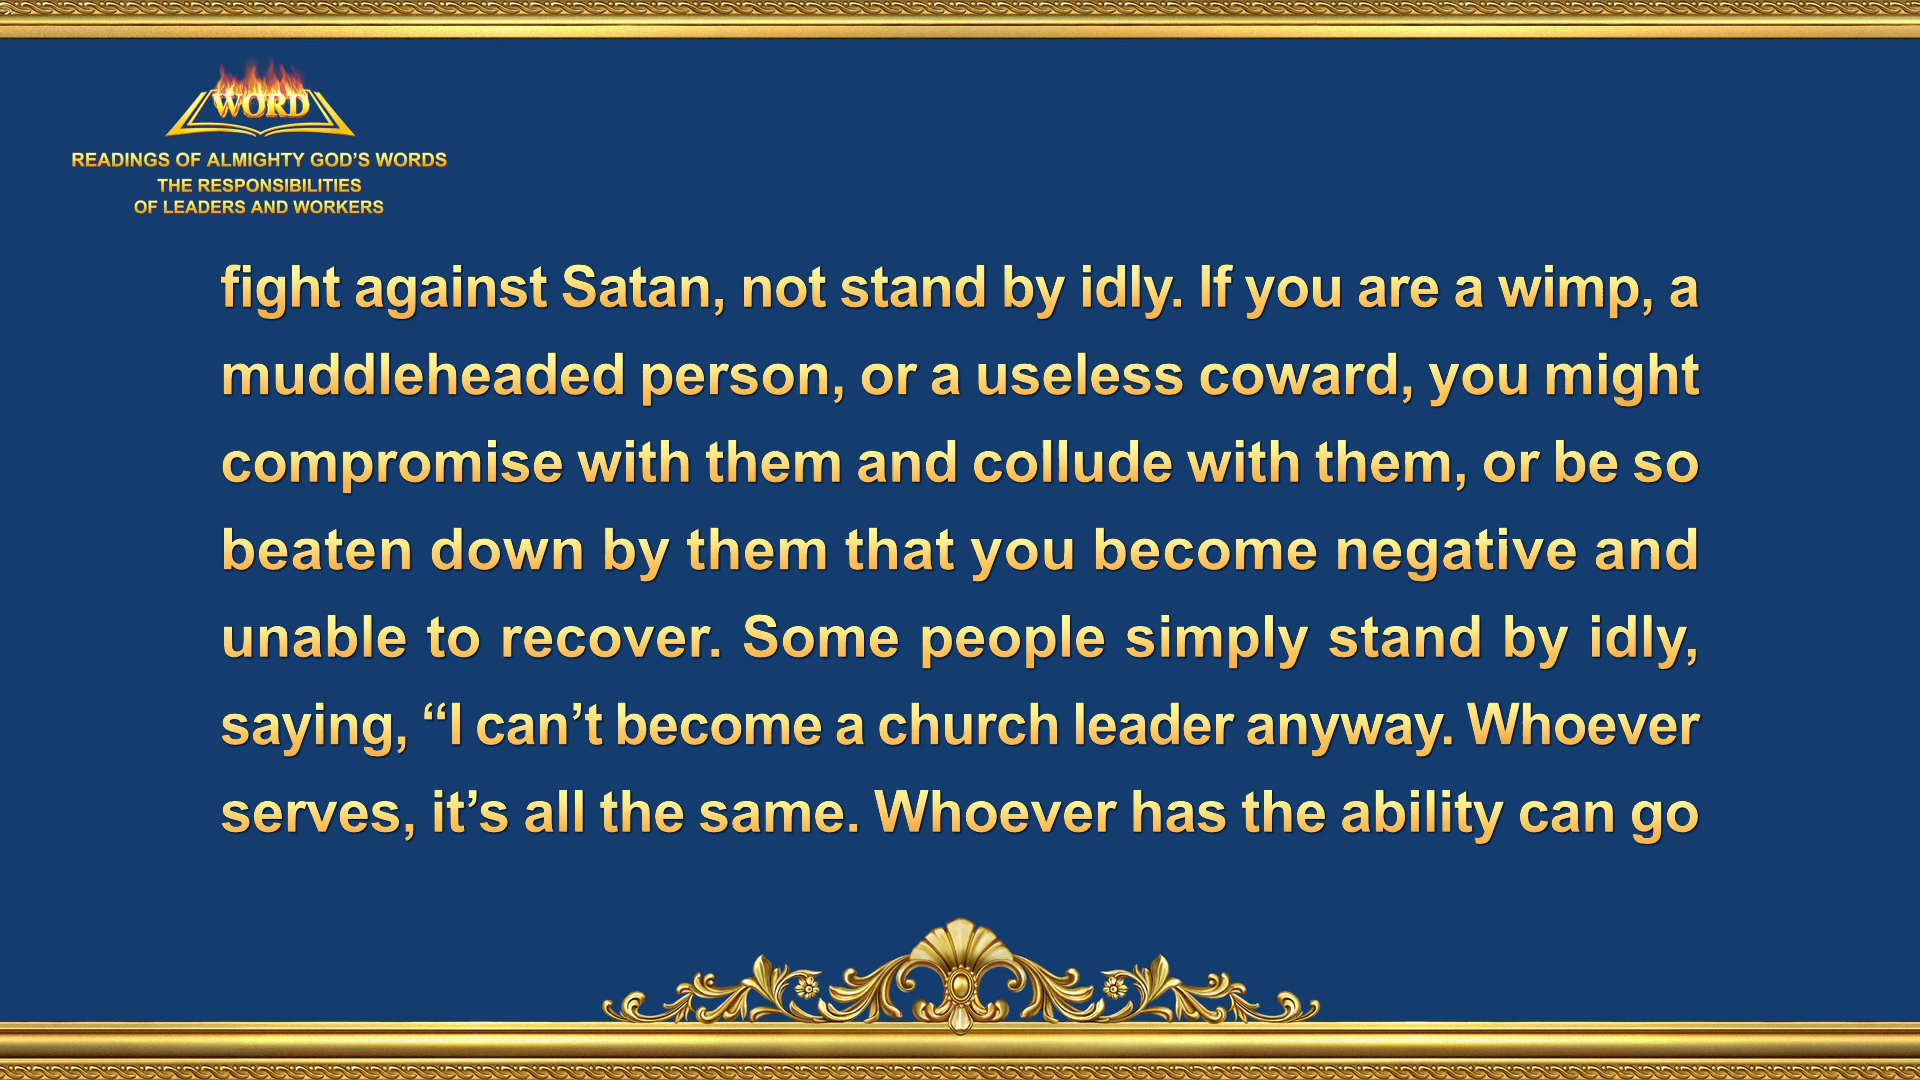 WORD
READINGS OF ALMIGHTY GOD’S WORDS
THE RESPONSIBILITIES
OF LEADERS AND WORKERS
fight against Satan, not stand by idly. If you are a wimp, a
muddleheaded person, or a useless coward, you might
compromise with them and collude with them, or be so
beaten down by them that you become negative and
unable to recover. Some people simply stand by idly,
saying, “I can’t become a church leader anyway. Whoever
serves, it’s all the same. Whoever has the ability can go